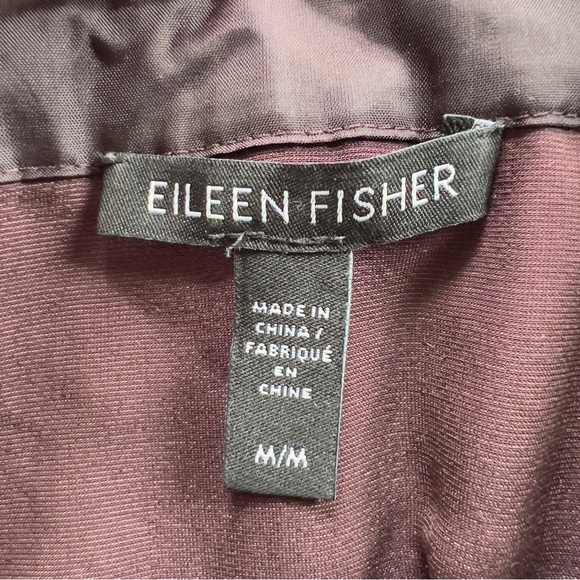 EILEEN FISHER
MADE IN
CHINA/
FABRIQUÉ
EN
CHINE
M/M